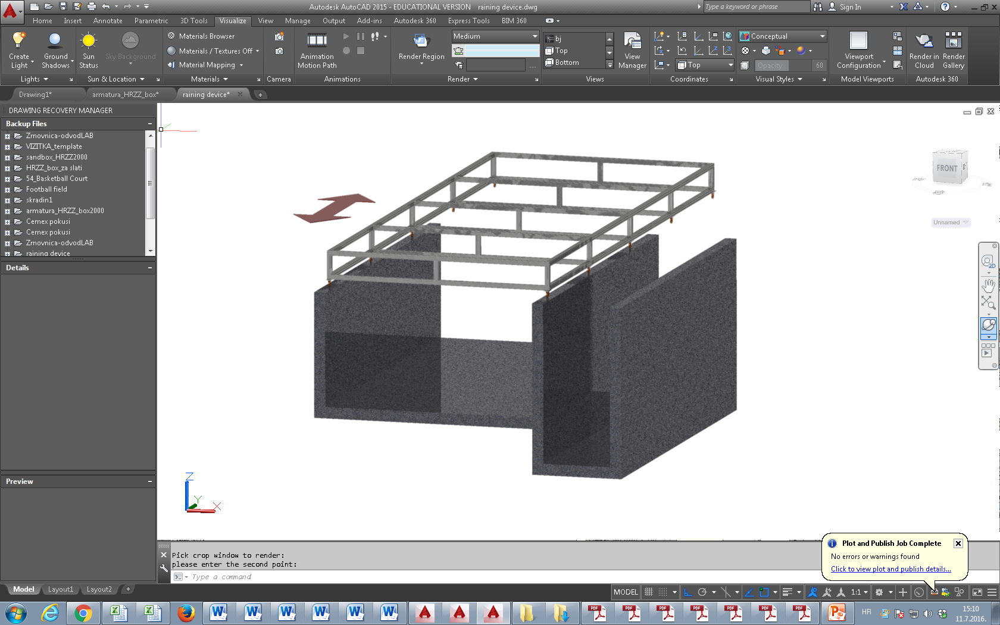 Autodesk AutoCAD 2015 - EDUCATIONAL VERSION raining device.dwg
Type a keyword or phrase
Sign In
Home Insert Annotate Parametric 3D Tools Visualize View Manage Output Add-ins Autodesk 360 Express Tools BIM 360
Create Light
Ground Shadows
Sun Status
Sky Background
Materials Browser
Materials / Textures Off
Material Mapping
Animation Motion Path
Render Region
Medium
bj
Top
Bottom
View Manager
Top
Conceptual
Opacity 60
Viewport Configuration
Render in Cloud
Render Gallery
Lights Sun & Location Materials Camera Animations Render Views Coordinates Visual Styles Model Viewports Autodesk 360
Drawing1* armatura_HRZZ_box* raining device*
DRAWING RECOVERY MANAGER
Backup Files
Zrnovnica-odvodLAB
VIZITKA_template
sandbox_HRZZ2000
HRZZ_box_za slati
54_Basketball Court
Football field
skradin1
armatura_HRZZ_box2000
Cemex pokusi
Cemex pokusi
Zrnovnica-odvodLAB
raining device
Details
Preview
FRONT
Unnamed
2D
Z
Y
X
Pick crop window to render:
please enter the second point:
Type a command
Plot and Publish Job Complete
No errors or warnings found
Click to view plot and publish details...
Model Layout1 Layout2
MODEL
1:1
HR
15:10
11.7.2016.